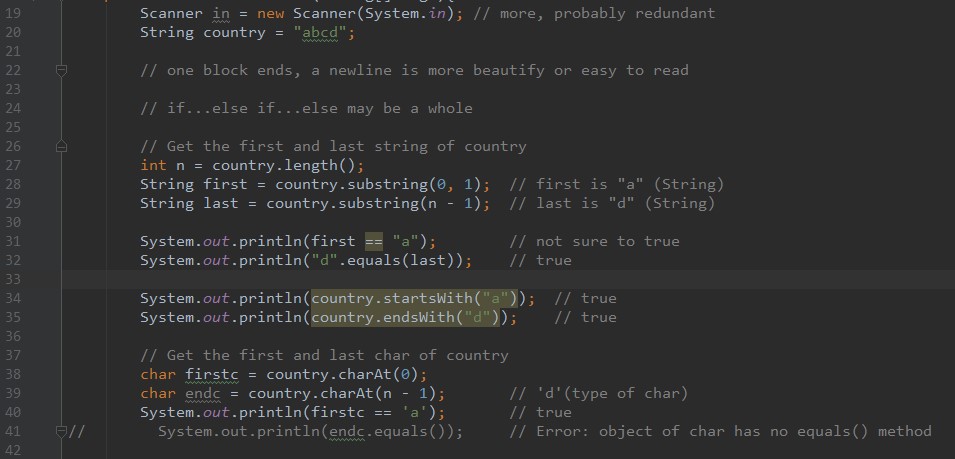 19 Scanner in = new Scanner(System.in); // more, probably redundant
20 String country = "abcd";
21
22 // one block ends, a newline is more beautify or easy to read
23
24 // if...else if...else may be a whole
25
26 // Get the first and last string of country
27 int n = country.length();
28 String first = country.substring(0, 1); // first is "a" (String)
29 String last = country.substring(n - 1); // last is "d" (String)
30
31 System.out.println(first == "a"); // not sure to true
32 System.out.println("d".equals(last)); // true
33
34 System.out.println(country.startsWith("a")); // true
35 System.out.println(country.endsWith("d")); // true
36
37 // Get the first and last char of country
38 char firstc = country.charAt(0);
39 char endc = country.charAt(n - 1); // 'd'(type of char)
40 System.out.println(firstc == 'a'); // true
41 // System.out.println(endc.equals()); // Error: object of char has no equals() method
42